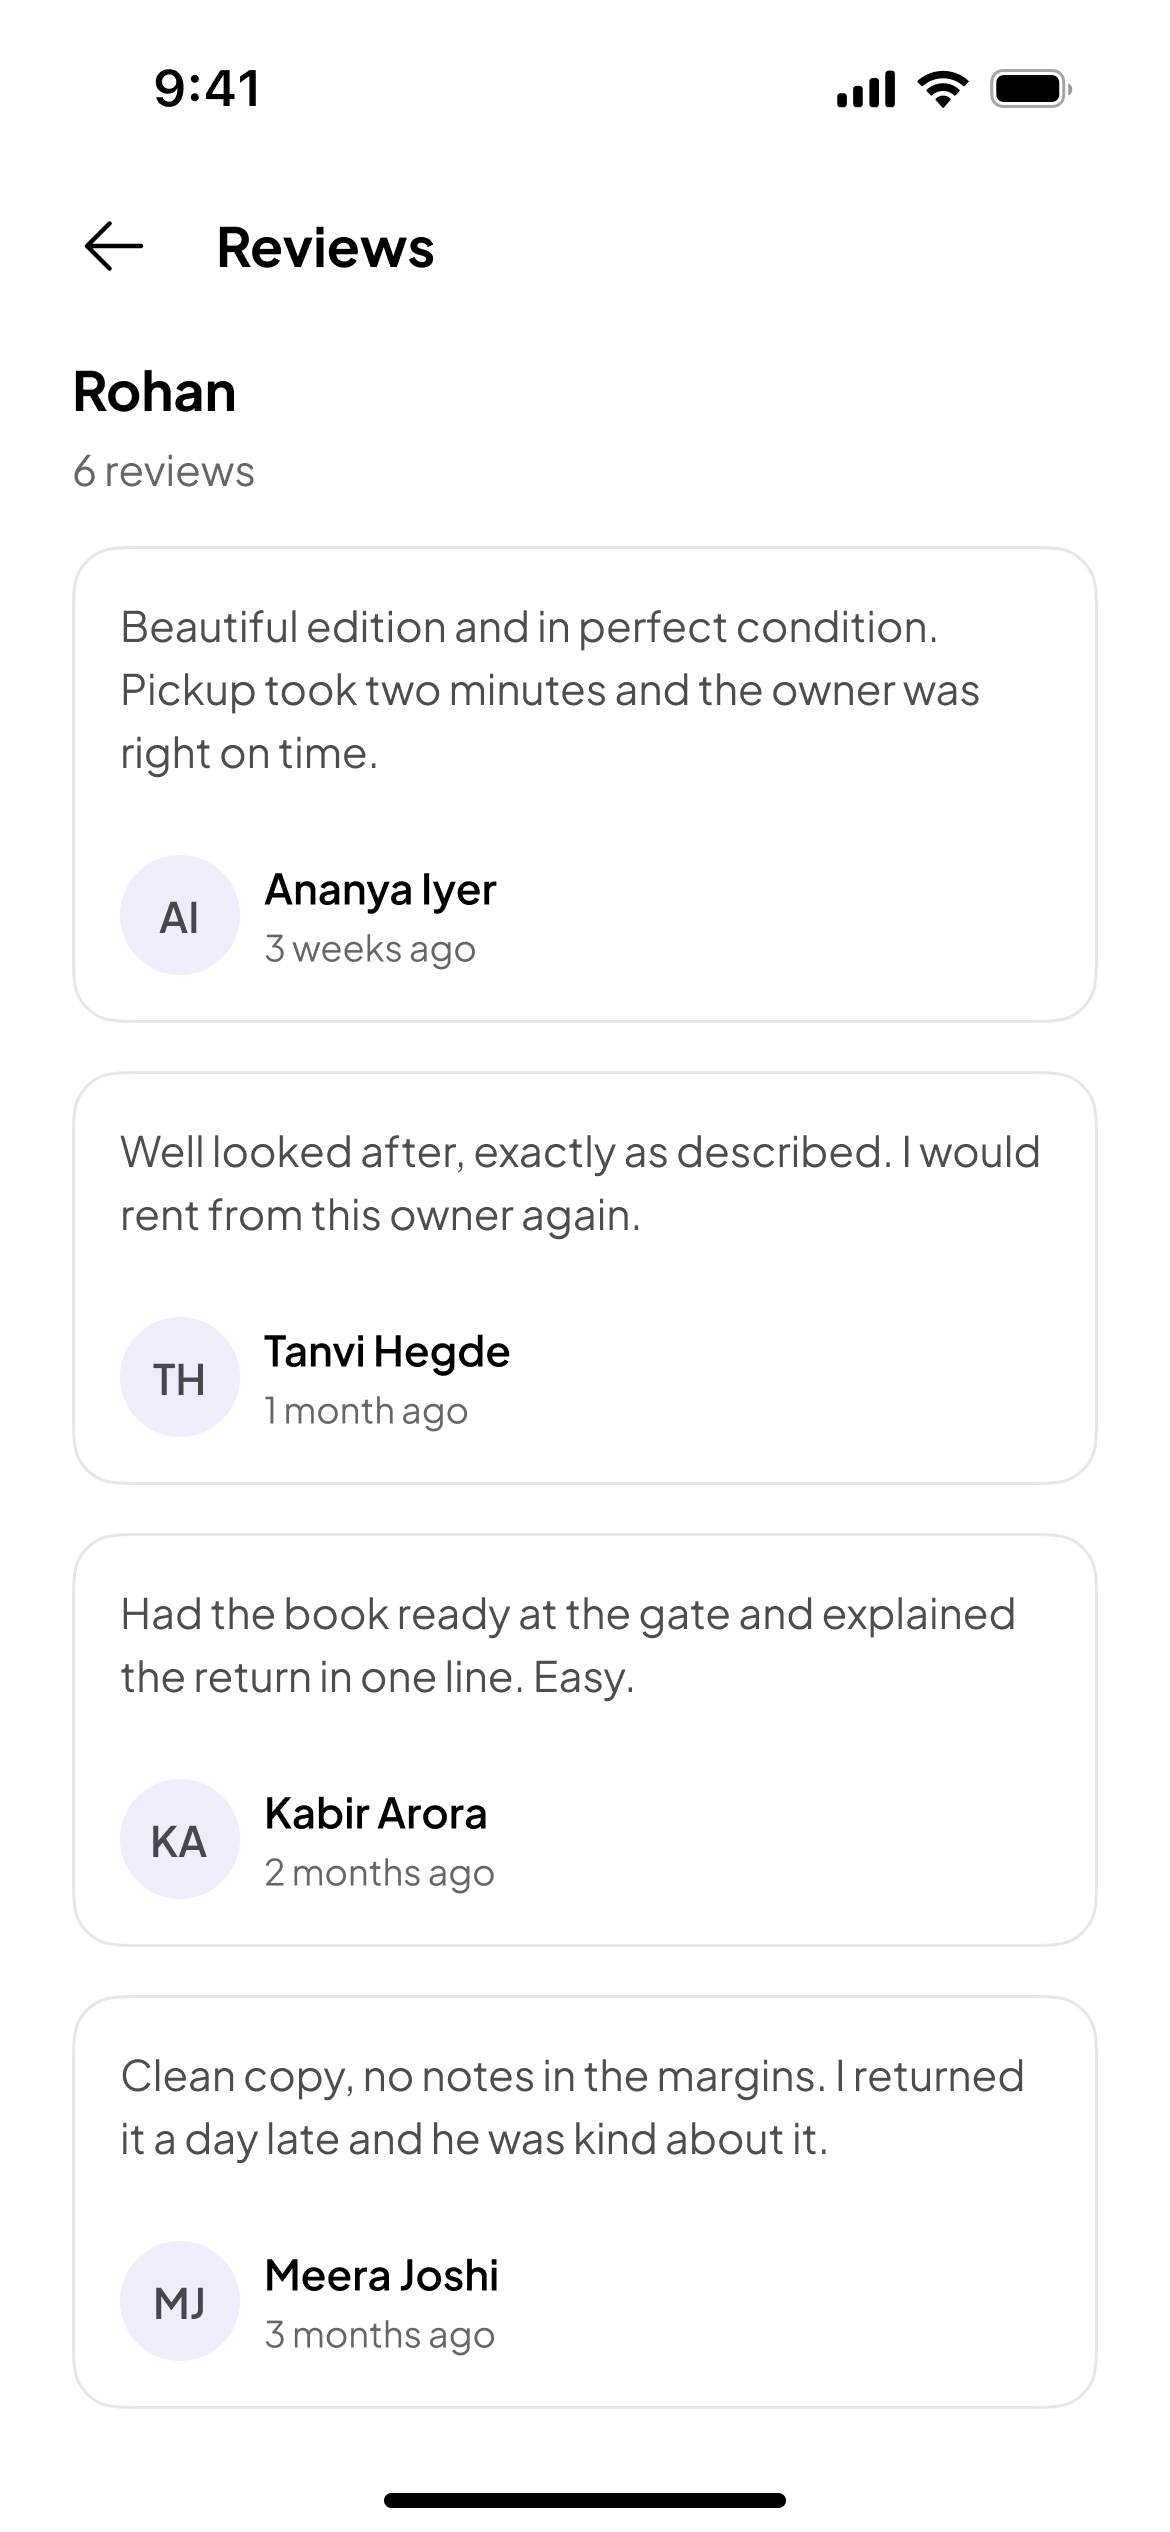 9:41
Reviews
Rohan
6 reviews
Beautiful edition and in perfect condition.
Pickup took two minutes and the owner was
right on time.
AI
Ananya Iyer
3 weeks ago
Well looked after, exactly as described. I would
rent from this owner again.
TH
Tanvi Hegde
1 month ago
Had the book ready at the gate and explained
the return in one line. Easy.
KA
Kabir Arora
2 months ago
Clean copy, no notes in the margins. I returned
it a day late and he was kind about it.
MJ
Meera Joshi
3 months ago